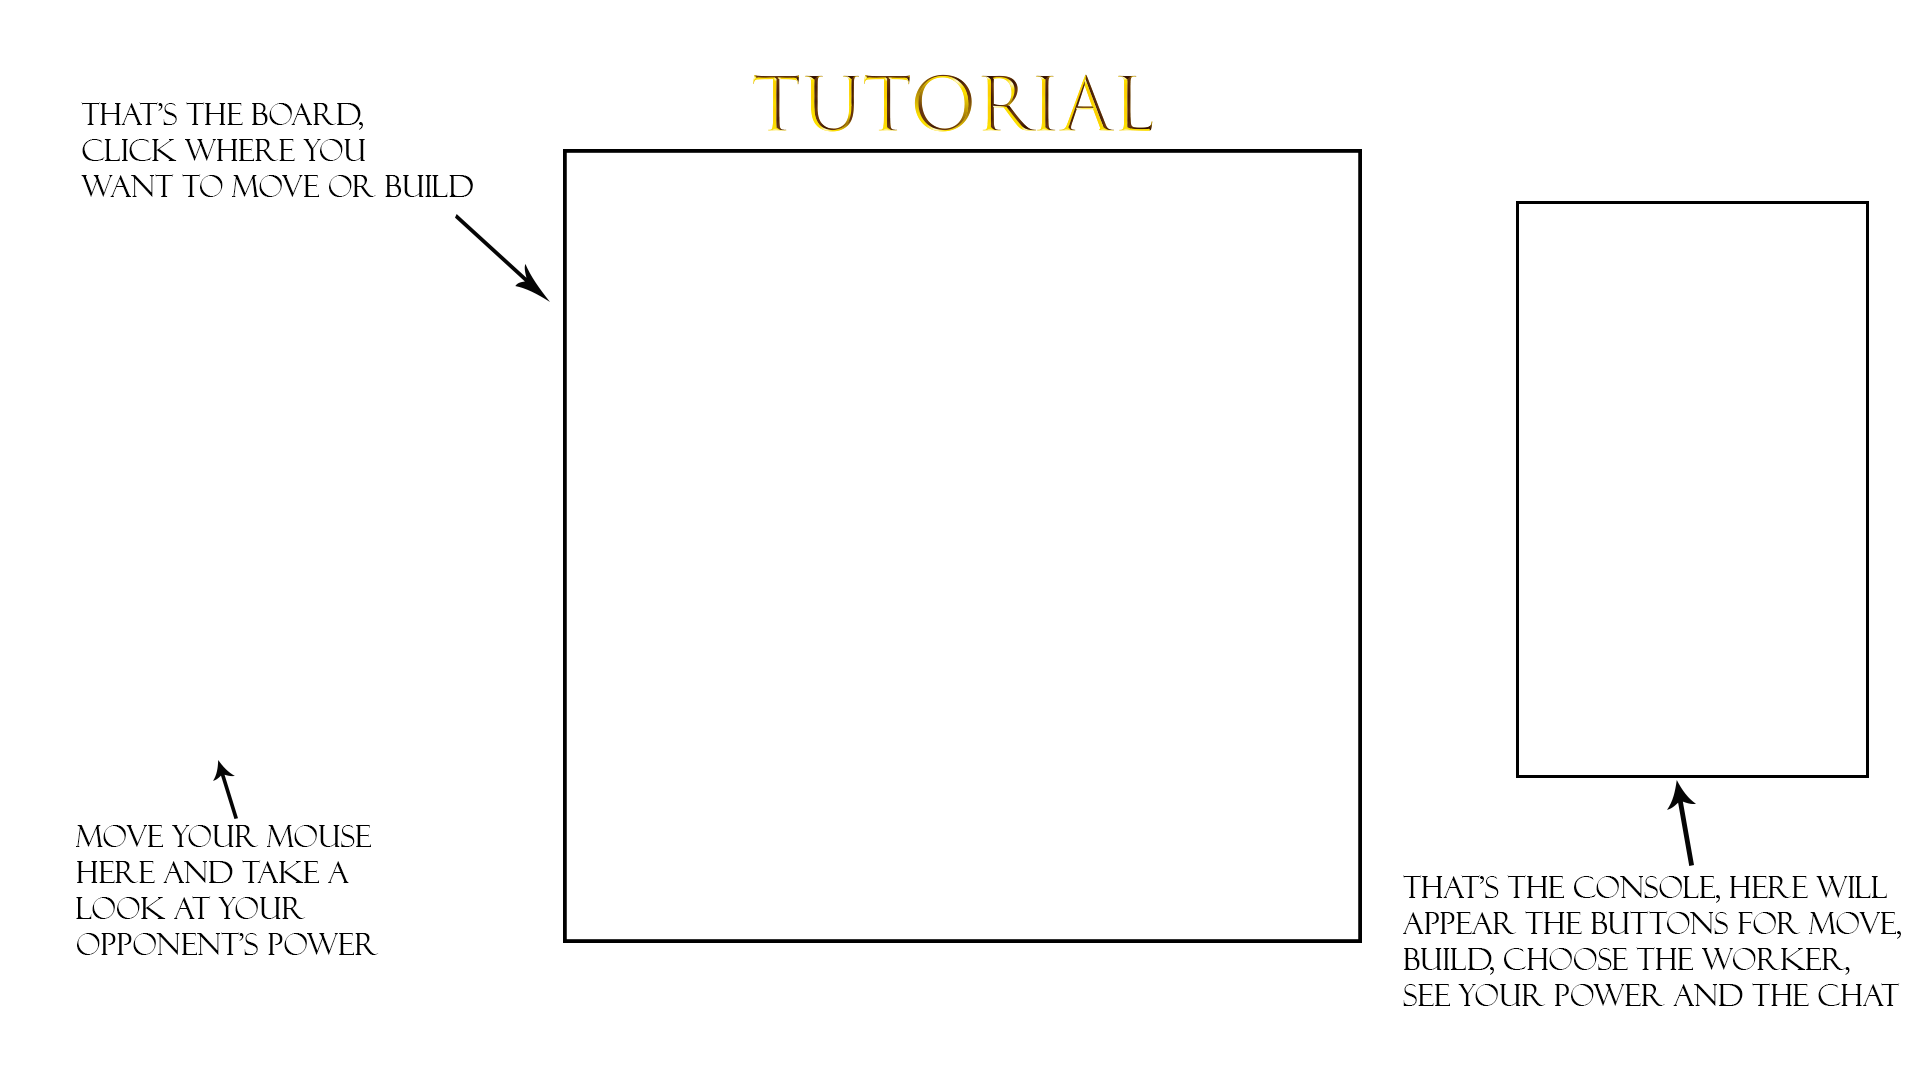 TUTORIAL
THAT'S THE BOARD,
CLICK WHERE YOU
WANT TO MOVE OR BUILD
MOVE YOUR MOUSE
HERE AND TAKE A
LOOK AT YOUR
OPPONENT'S POWER
THAT'S THE CONSOLE, HERE WILL
APPEAR THE BUTTONS FOR MOVE,
BUILD, CHOOSE THE WORKER,
SEE YOUR POWER AND THE CHAT